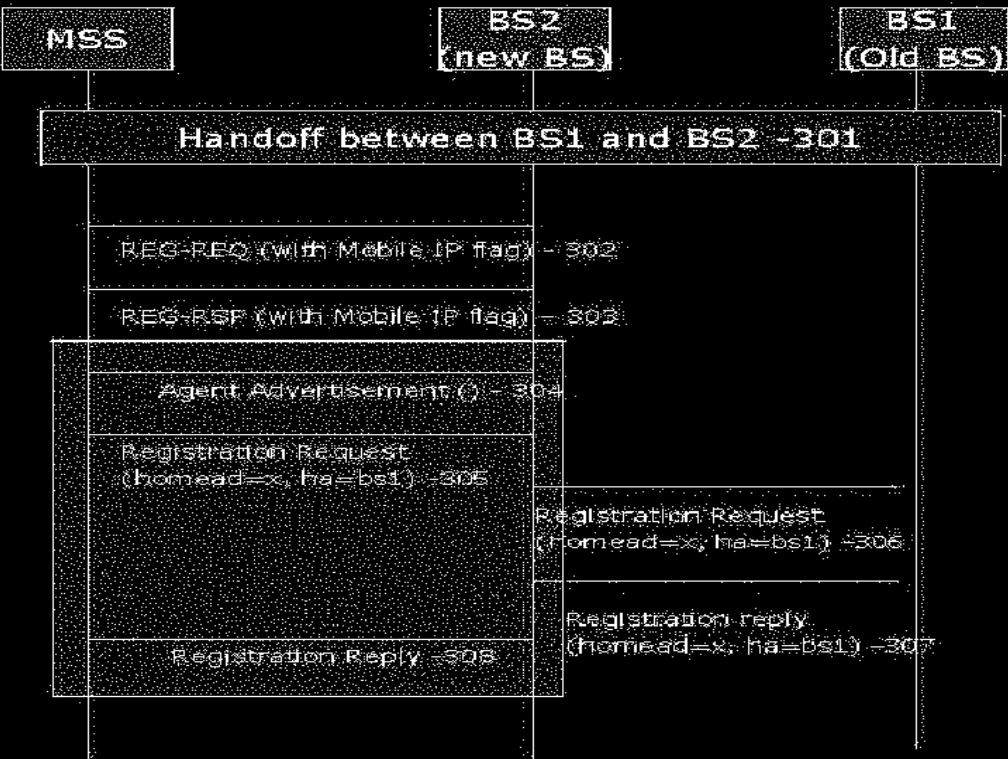 MSS
BS2
(new BS)
BS1
(Old BS)
Handoff between BS1 and BS2 -301
REG-REQ (with Mobile IP flag) - 302
REG-RSP (with Mobile IP flag) - 303
Agent Advertisement () - 304
Registration Request
(homead=x, ha=bs1) -305
Registration Request
(homead=x, ha=bs1) -306
Registration reply
(homead=x, ha=bs1) -307
Registration Reply -308